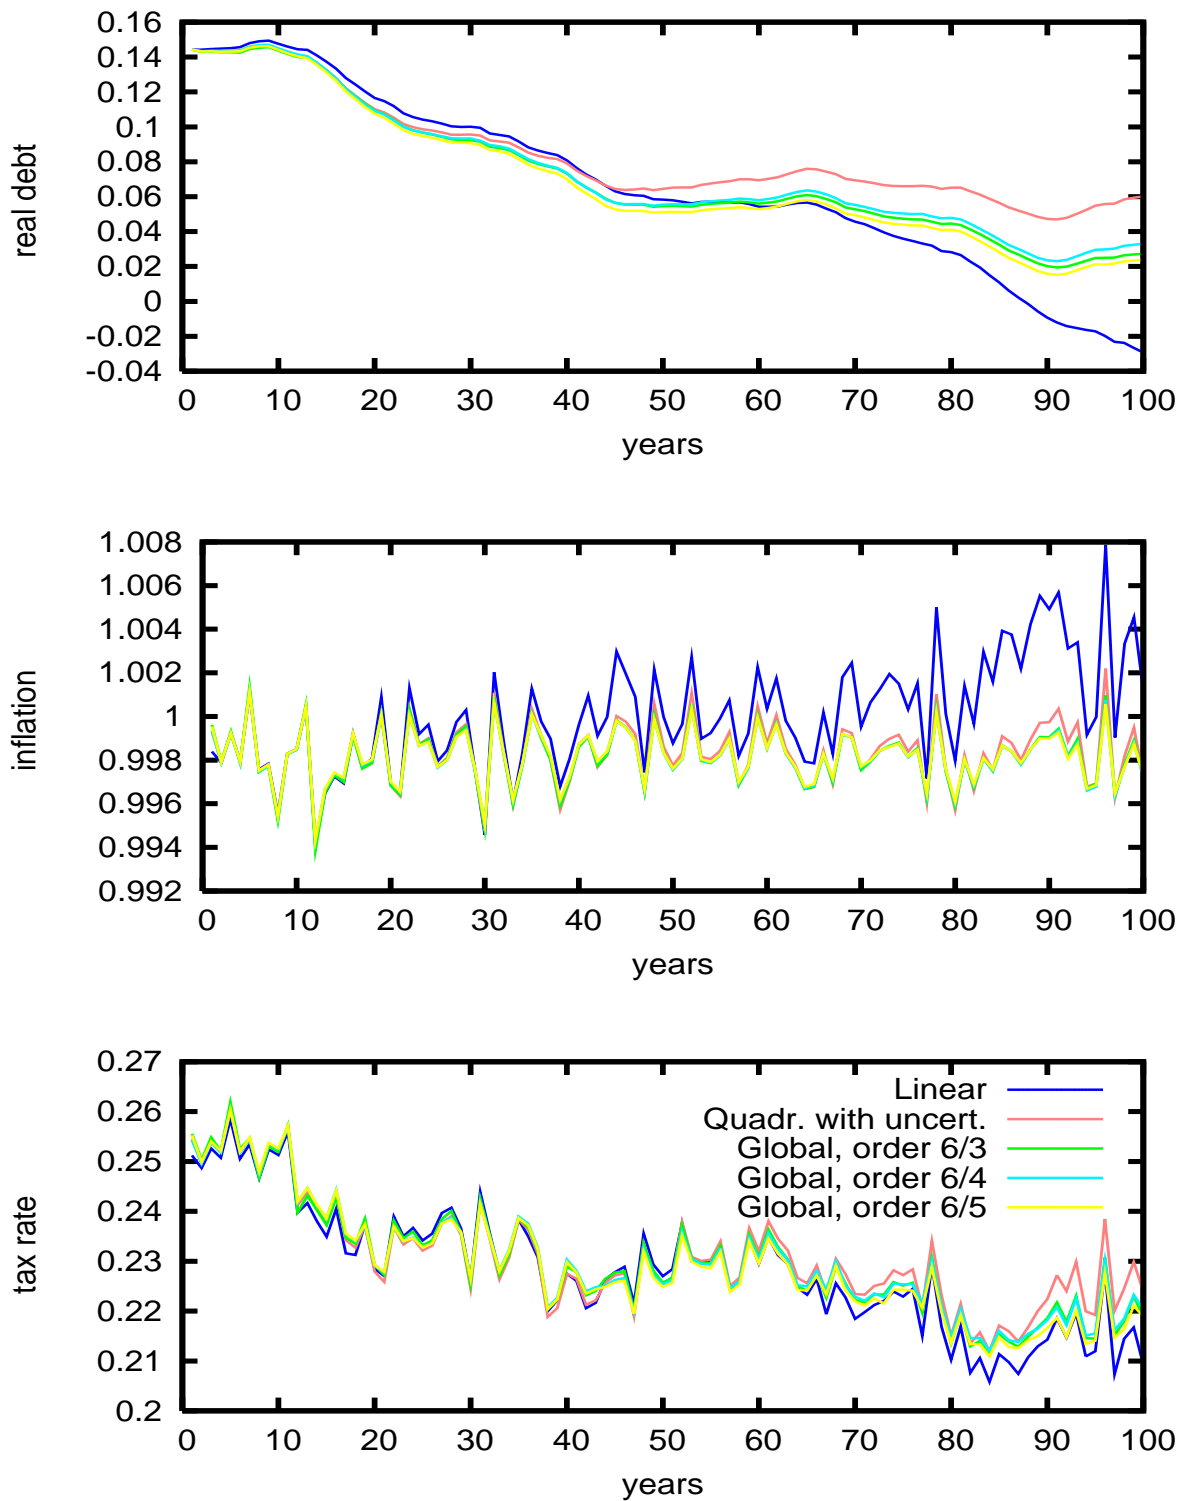 0.16
0.14
0.12
0.1
0.08
0.06
0.04
0.02
0
-0.02
-0.04
real debt
0 10 20 30 40 50 60 70 80 90 100
years
1.008
1.006
1.004
1.002
1
0.998
0.996
0.994
0.992
inflation
0 10 20 30 40 50 60 70 80 90 100
years
0.27
0.26
0.25
0.24
0.23
0.22
0.21
0.2
tax rate
Linear
Quadr. with uncert.
Global, order 6/3
Global, order 6/4
Global, order 6/5
0 10 20 30 40 50 60 70 80 90 100
years